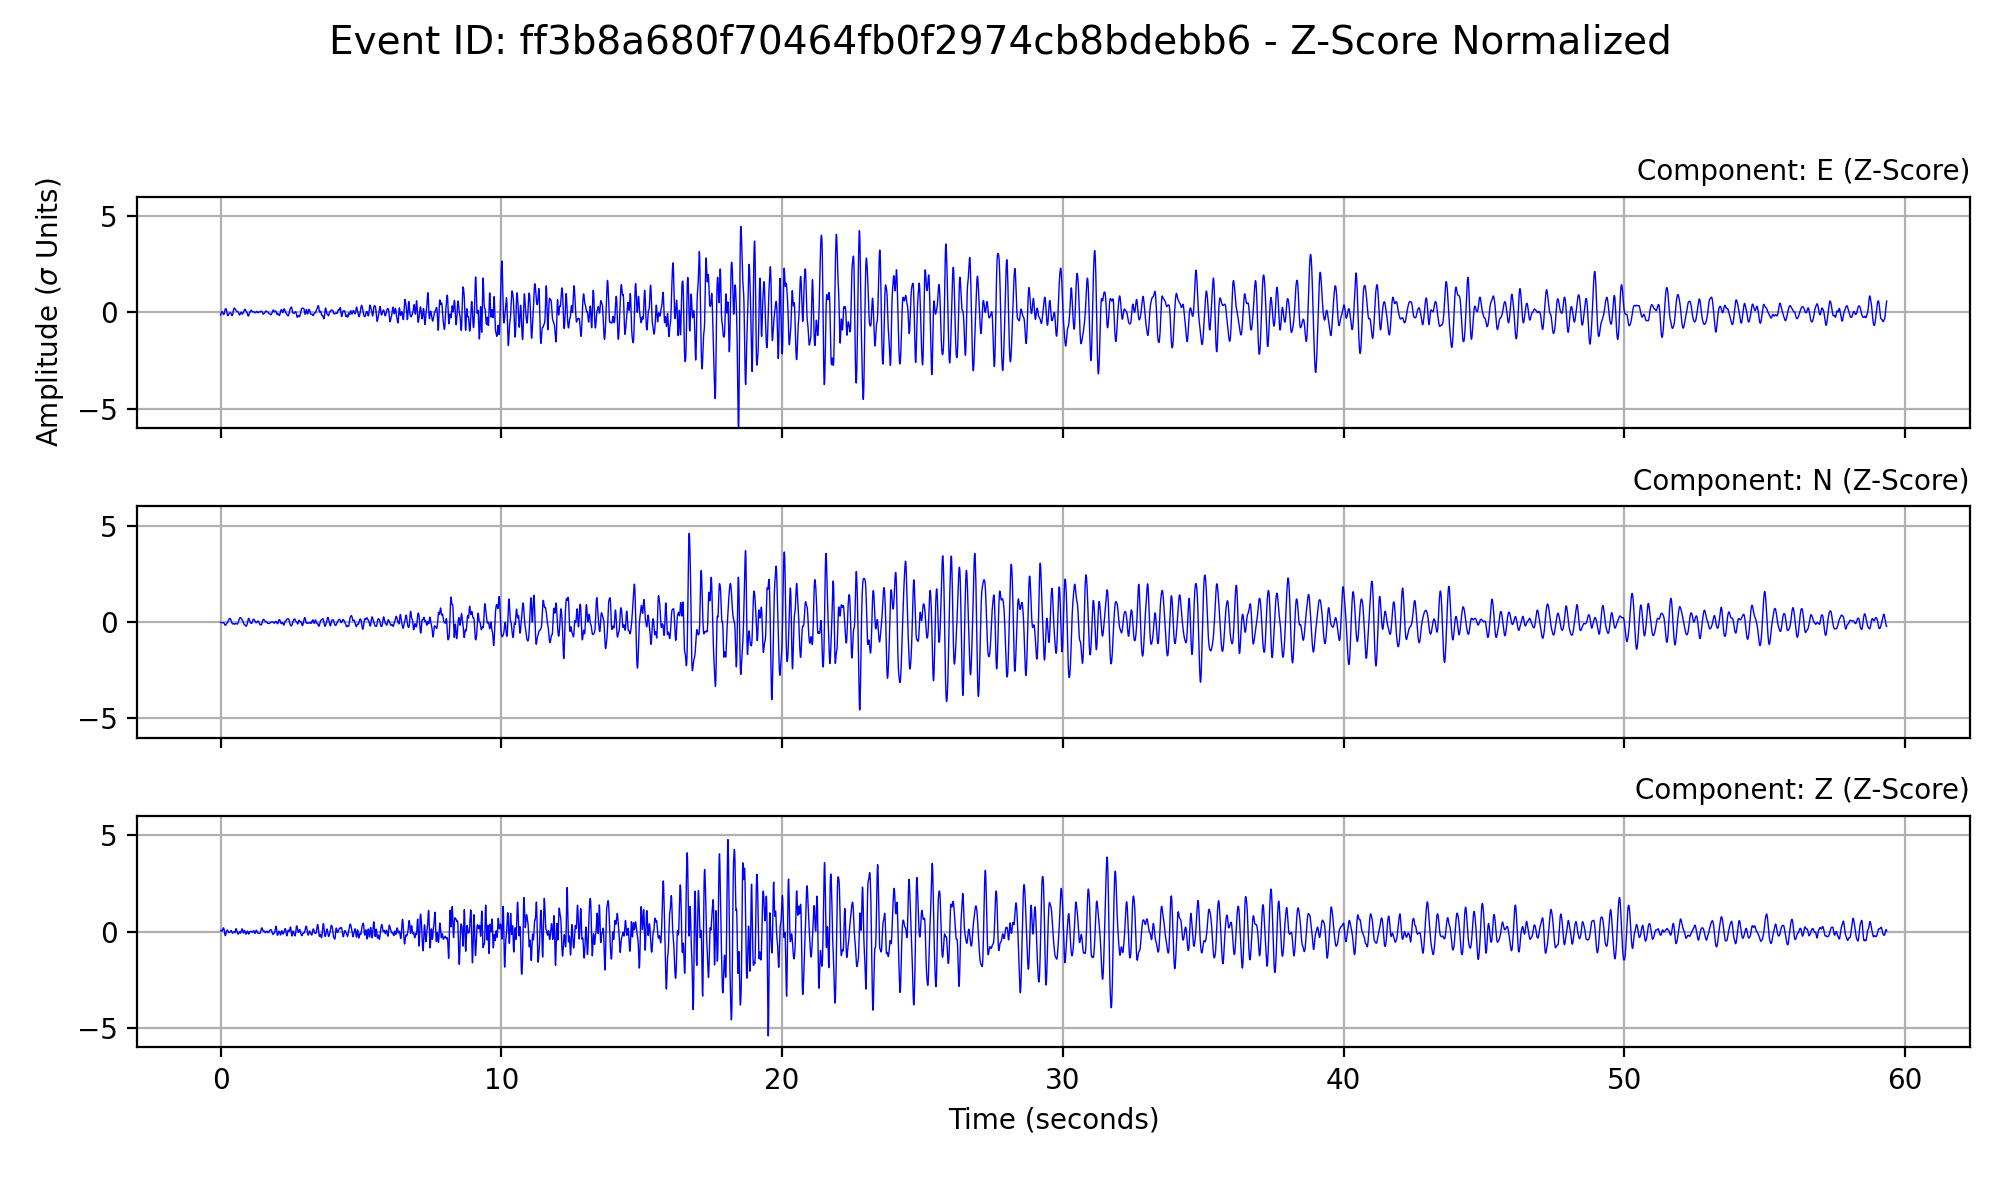 Event ID: ff3b8a680f70464fb0f2974cb8bdebb6 - Z-Score Normalized
Component: E (Z-Score)
Amplitude (σ Units)
5
0
−5
Component: N (Z-Score)
5
0
−5
Component: Z (Z-Score)
5
0
−5
0 10 20 30 40 50 60
Time (seconds)